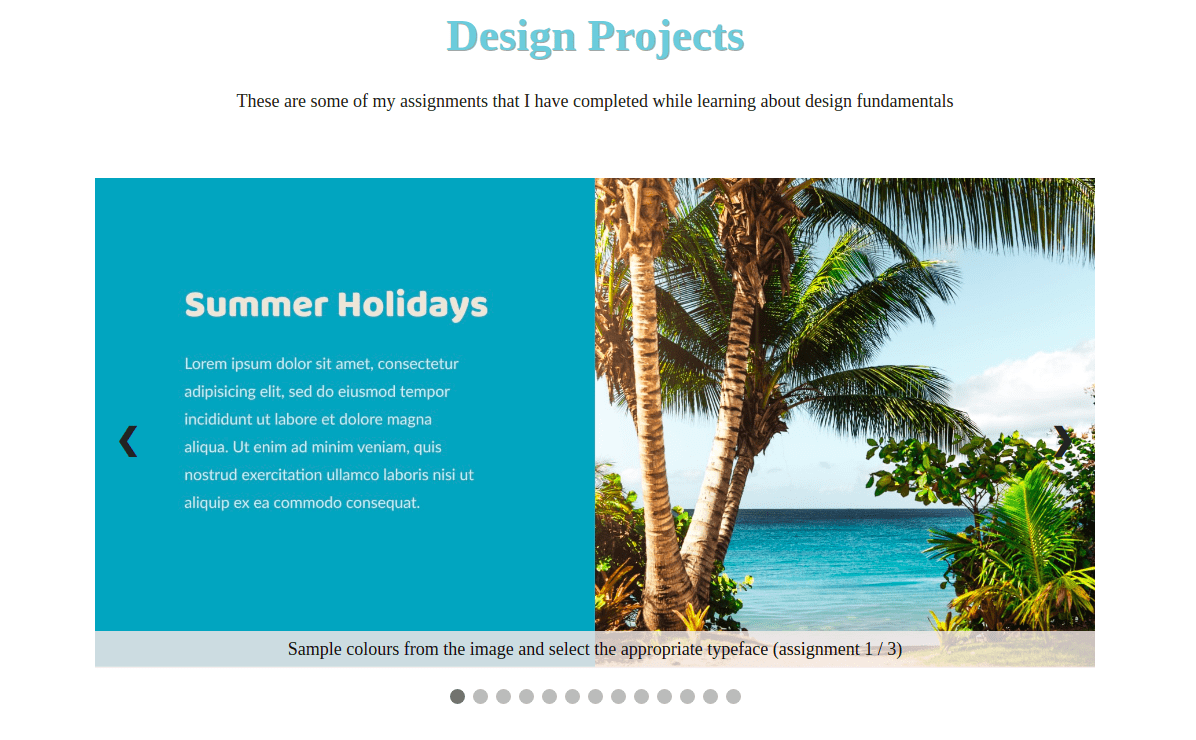 Design Projects
These are some of my assignments that I have completed while learning about design fundamentals
Summer Holidays
Lorem ipsum dolor sit amet, consectetur
adipisicing elit, sed do eiusmod tempor
incididunt ut labore et dolore magna
aliqua. Ut enim ad minim veniam, quis
nostrud exercitation ullamco laboris nisi ut
aliquip ex ea commodo consequat.
Sample colours from the image and select the appropriate typeface (assignment 1 / 3)